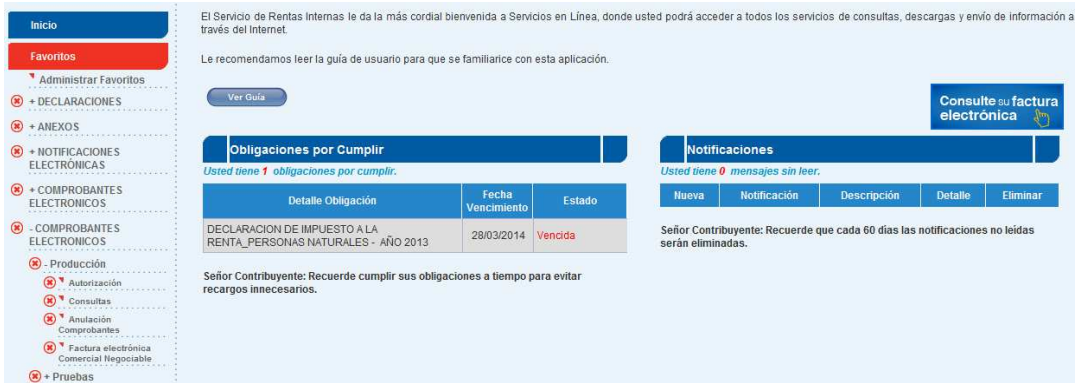 Inicio
Favoritos
Administrar Favoritos
+ DECLARACIONES
+ ANEXOS
+ NOTIFICACIONES
ELECTRÓNICAS
+ COMPROBANTES
ELECTRONICOS
- COMPROBANTES
ELECTRONICOS
- Producción
Autorización
Consultas
Anulación
Comprobantes
Factura electrónica
Comercial Negociable
+ Pruebas
El Servicio de Rentas Internas le da la más cordial bienvenida a Servicios en Línea, donde usted podrá acceder a todos los servicios de consultas, descargas y envío de información a
través del Internet.
Le recomendamos leer la guía de usuario para que se familiarice con esta aplicación.
Ver Guía
Consulte su factura
electrónica
Obligaciones por Cumplir
Usted tiene 1 obligaciones por cumplir.
Detalle Obligación Fecha Vencimiento Estado
DECLARACION DE IMPUESTO A LA
RENTA_PERSONAS NATURALES - AÑO 2013 28/03/2014 Vencida
Señor Contribuyente: Recuerde cumplir sus obligaciones a tiempo para evitar
recargos innecesarios.
Notificaciones
Usted tiene 0 mensajes sin leer.
Nueva Notificación Descripción Detalle Eliminar
Señor Contribuyente: Recuerde que cada 60 días las notificaciones no leídas
serán eliminadas.